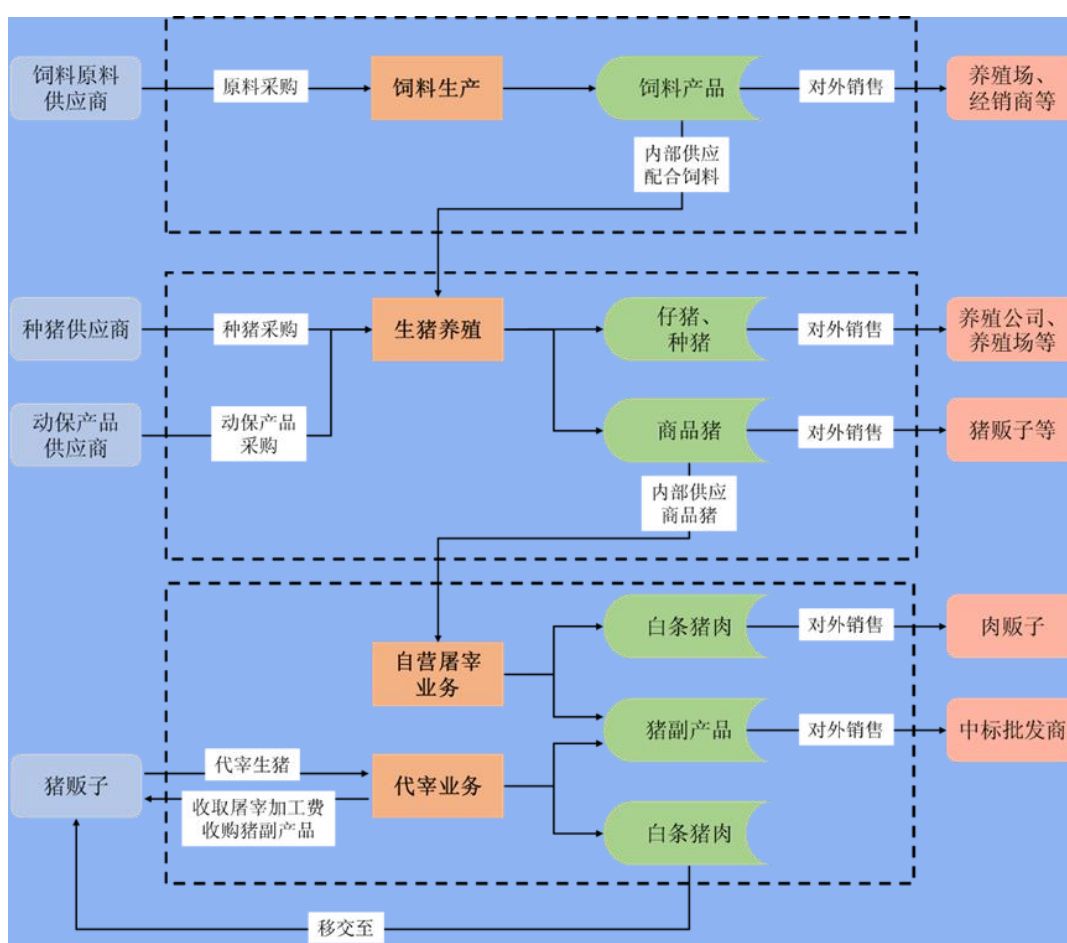 饲料原料
供应商
原料采购
饲料生产
饲料产品
对外销售
养殖场、
经销商等
内部供应
配合饲料
种猪供应商
种猪采购
生猪养殖
仔猪、
种猪
对外销售
养殖公司、
养殖场等
动保产品
供应商
动保产品
采购
商品猪
对外销售
猪贩子等
内部供应
商品猪
自营屠宰
业务
白条猪肉
对外销售
肉贩子
猪副产品
对外销售
中标批发商
猪贩子
代宰生猪
收取屠宰加工费
收购猪副产品
代宰业务
白条猪肉
移交至